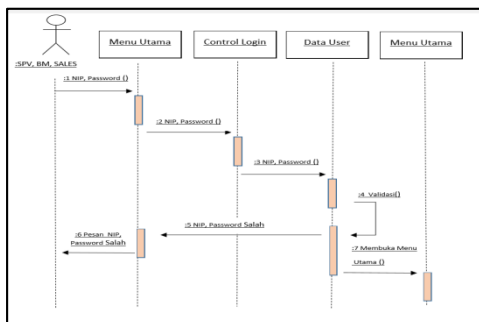 Menu Utama
Control Login
Data User
Menu Utama
:SPV, BM, SALES
:1 NIP, Password ()
:2 NIP, Password ()
:3 NIP, Password ()
:4 Validasi()
:5 NIP, Password Salah
:6 Pesan NIP,
Password Salah
:7 Membuka Menu
Utama ()